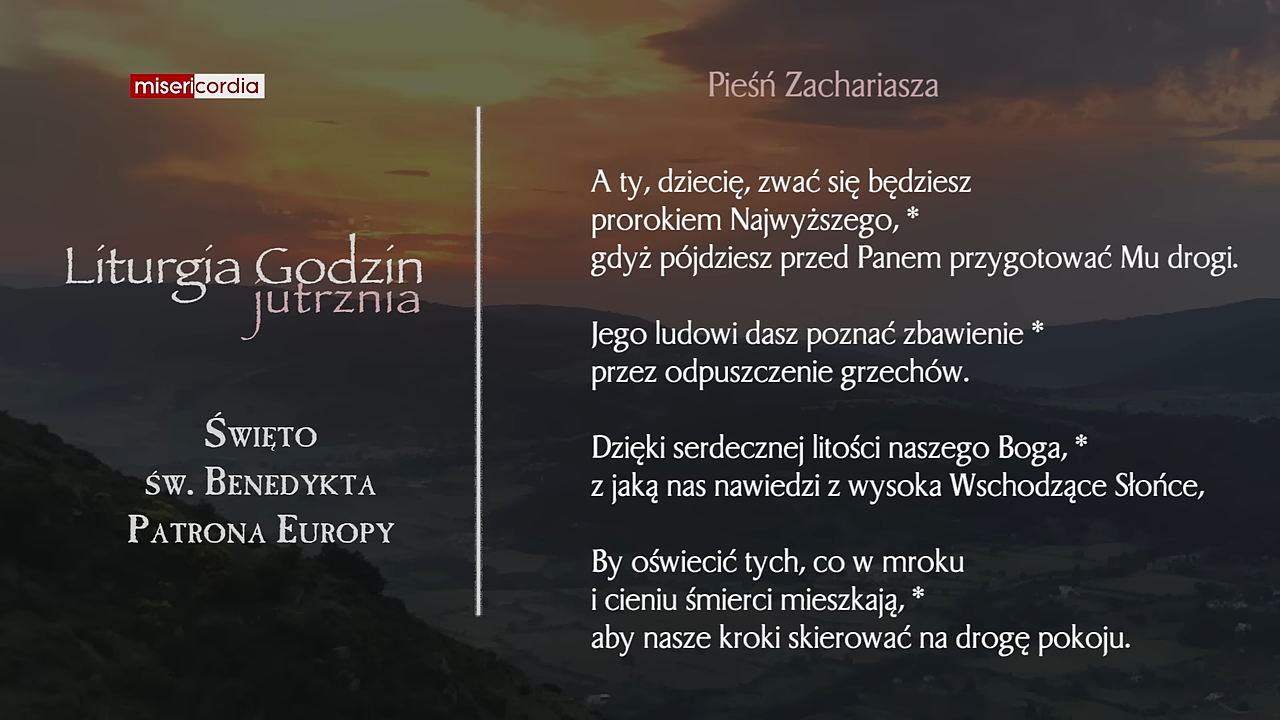 misericordia
Liturgia Godzin
jutrznia
Święto
św. Benedykta
Patrona Europy
Pieśń Zachariasza
A ty, dziecię, zwać się będziesz
prorokiem Najwyższego, *
gdyż pójdziesz przed Panem przygotować Mu drogi.
Jego ludowi dasz poznać zbawienie *
przez odpuszczenie grzechów.
Dzięki serdecznej litości naszego Boga, *
z jaką nas nawiedzi z wysoka Wschodzące Słońce,
By oświecić tych, co w mroku
i cieniu śmierci mieszkają, *
aby nasze kroki skierować na drogę pokoju.